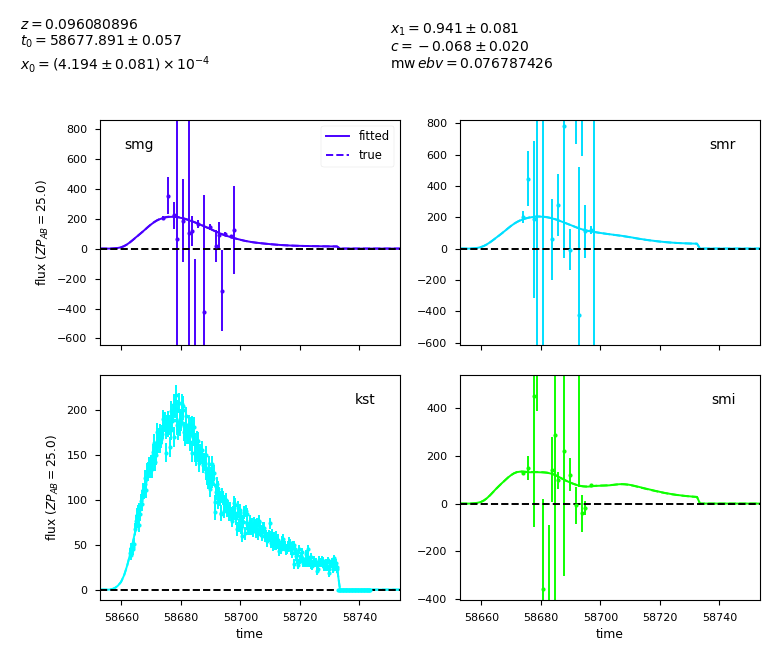 z = 0.096080896
t₀ = 58677.891 ± 0.057
x₀ = (4.194 ± 0.081) × 10⁻⁴
x₁ = 0.941 ± 0.081
c = −0.068 ± 0.020
mw ebv = 0.076787426
800
600
400
200
0
−200
−400
−600
flux (ZP_AB = 25.0)
smg
fitted
true
800
600
400
200
0
−200
−400
−600
smr
200
150
100
50
0
flux (ZP_AB = 25.0)
kst
58660 58680 58700 58720 58740
time
400
200
0
−200
−400
smi
58660 58680 58700 58720 58740
time